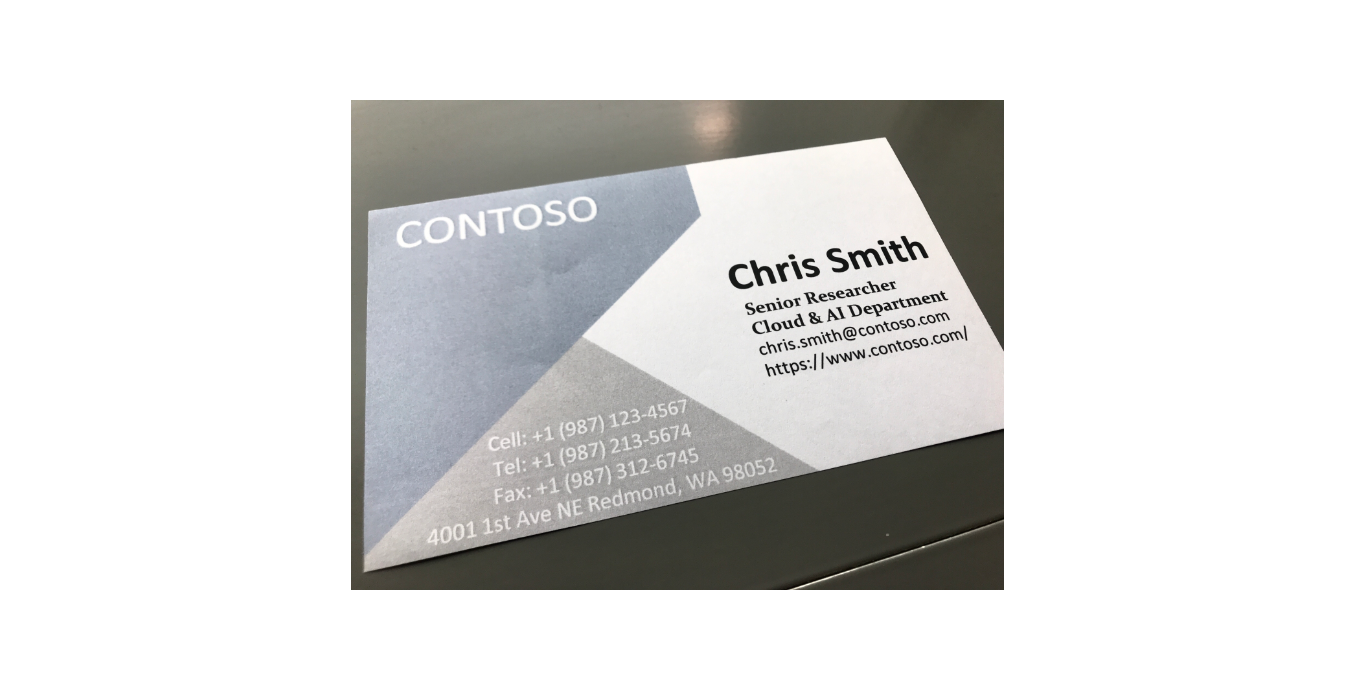 CONTOSO
Chris Smith
Senior Researcher
Cloud & AI Department
chris.smith@contoso.com
https://www.contoso.com/
Cell: +1 (987) 123-4567
Tel: +1 (987) 213-5674
Fax: +1 (987) 312-6745
4001 1st Ave NE Redmond, WA 98052